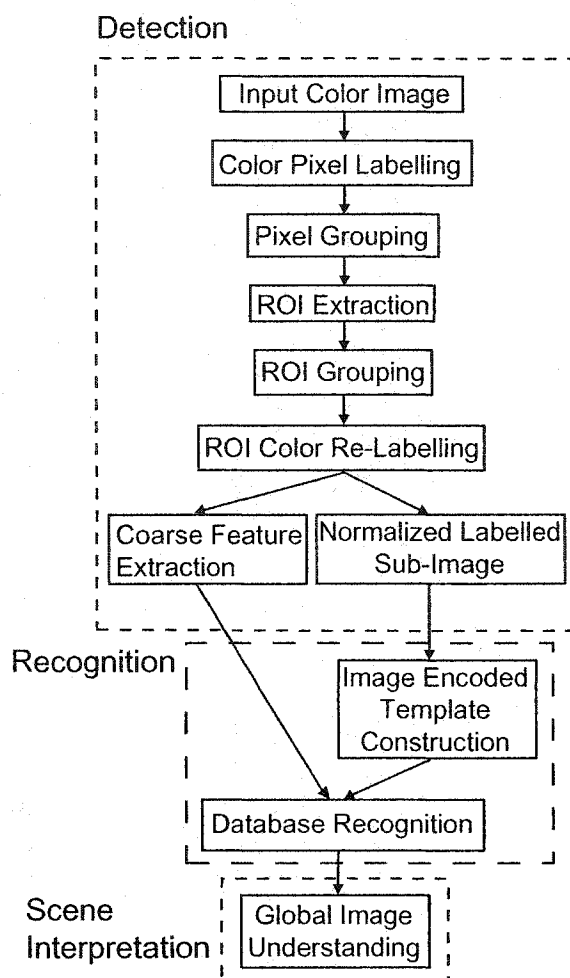 Detection
Input Color Image
Color Pixel Labelling
Pixel Grouping
ROI Extraction
ROI Grouping
ROI Color Re-Labelling
Coarse Feature
Extraction
Normalized Labelled
Sub-Image
Recognition
Image Encoded
Template
Construction
Database Recognition
Scene
Interpretation
Global Image
Understanding